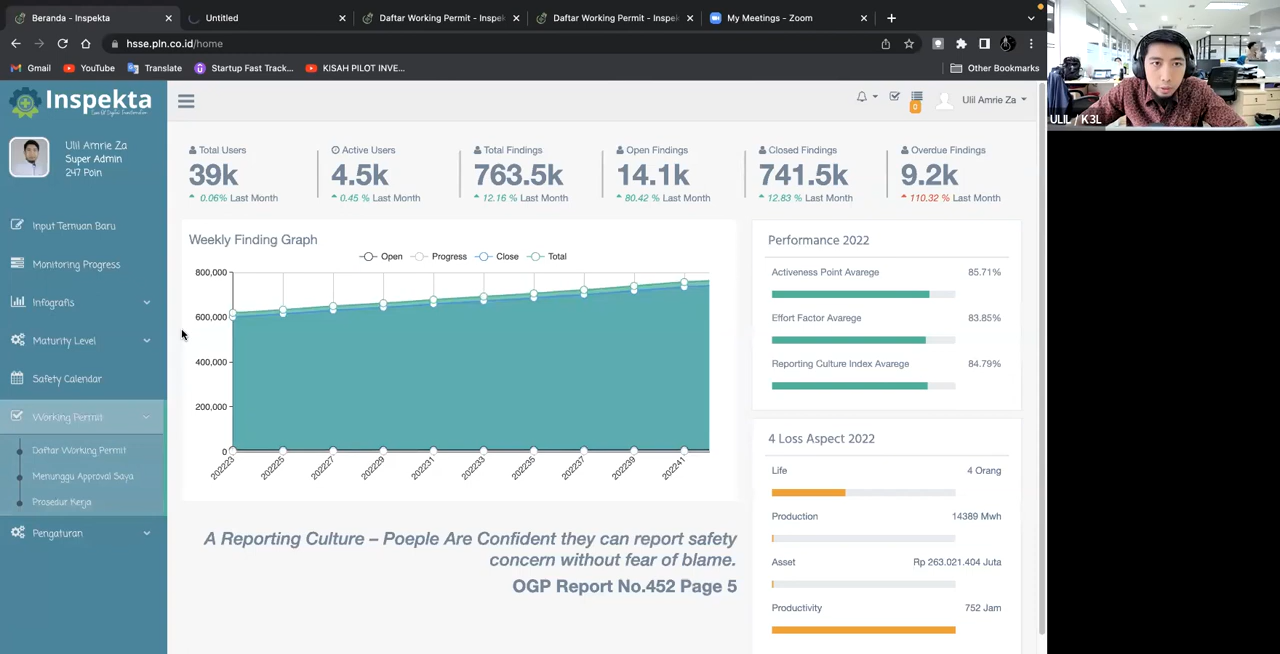 Beranda - Inspekta
Untitled
Daftar Working Permit - Inspek
Daftar Working Permit - Inspek
My Meetings - Zoom
hsse.pln.co.id/home
Gmail
YouTube
Translate
Startup Fast Track...
KISAH PILOT INVE...
Other Bookmarks
Inspekta
Ulil Amrie Za
Super Admin
247 Poin
Input Temuan Baru
Monitoring Progress
Infografis
Maturity Level
Safety Calendar
Working Permit
Daftar Working Permit
Menunggu Approval Saya
Prosedur Kerja
Pengaturan
0
Ulil Amrie Za
Total Users
39k
0.06% Last Month
Active Users
4.5k
0.45 % Last Month
Total Findings
763.5k
12.16 % Last Month
Open Findings
14.1k
80.42 % Last Month
Closed Findings
741.5k
12.83 % Last Month
Overdue Findings
9.2k
110.32 % Last Month
Weekly Finding Graph
Open
Progress
Close
Total
800,000
600,000
400,000
200,000
0
202223
202225
202227
202229
202231
202233
202235
202237
202239
202241
A Reporting Culture – Poeple Are Confident they can report safety
concern without fear of blame.
OGP Report No.452 Page 5
Performance 2022
Activeness Point Avarege 85.71%
Effort Factor Avarege 83.85%
Reporting Culture Index Avarege 84.79%
4 Loss Aspect 2022
Life 4 Orang
Production 14389 Mwh
Asset Rp 263.021.404 Juta
Productivity 752 Jam
ULIL / K3L